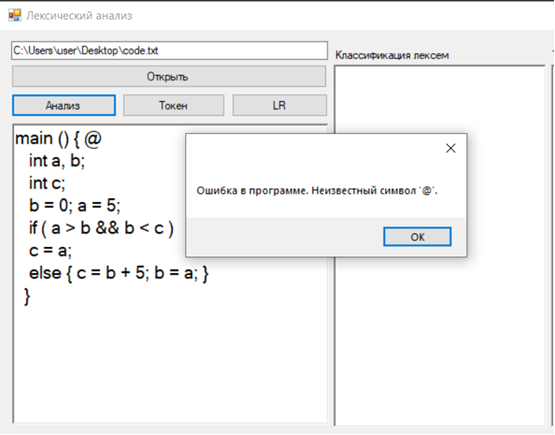 Лексический анализ
C:\Users\user\Desktop\code.txt
Открыть
Анализ
Токен
LR
Классификация лексем
main () { @
int a, b;
int c;
b = 0; a = 5;
if ( a > b && b < c )
c = a;
else { c = b + 5; b = a; }
}
Ошибка в программе. Неизвестный символ '@'.
OK